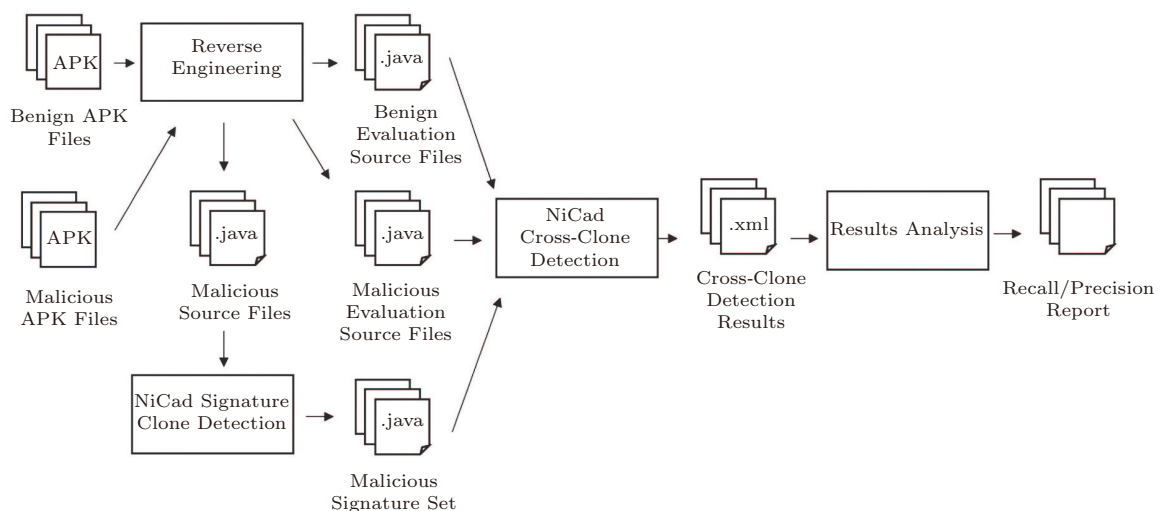 APK
Benign APK
Files
Reverse
Engineering
.java
Benign
Evaluation
Source Files
APK
Malicious
APK Files
.java
Malicious
Source Files
.java
Malicious
Evaluation
Source Files
NiCad
Cross-Clone
Detection
.xml
Cross-Clone
Detection
Results
Results Analysis
Recall/Precision
Report
NiCad Signature
Clone Detection
.java
Malicious
Signature Set